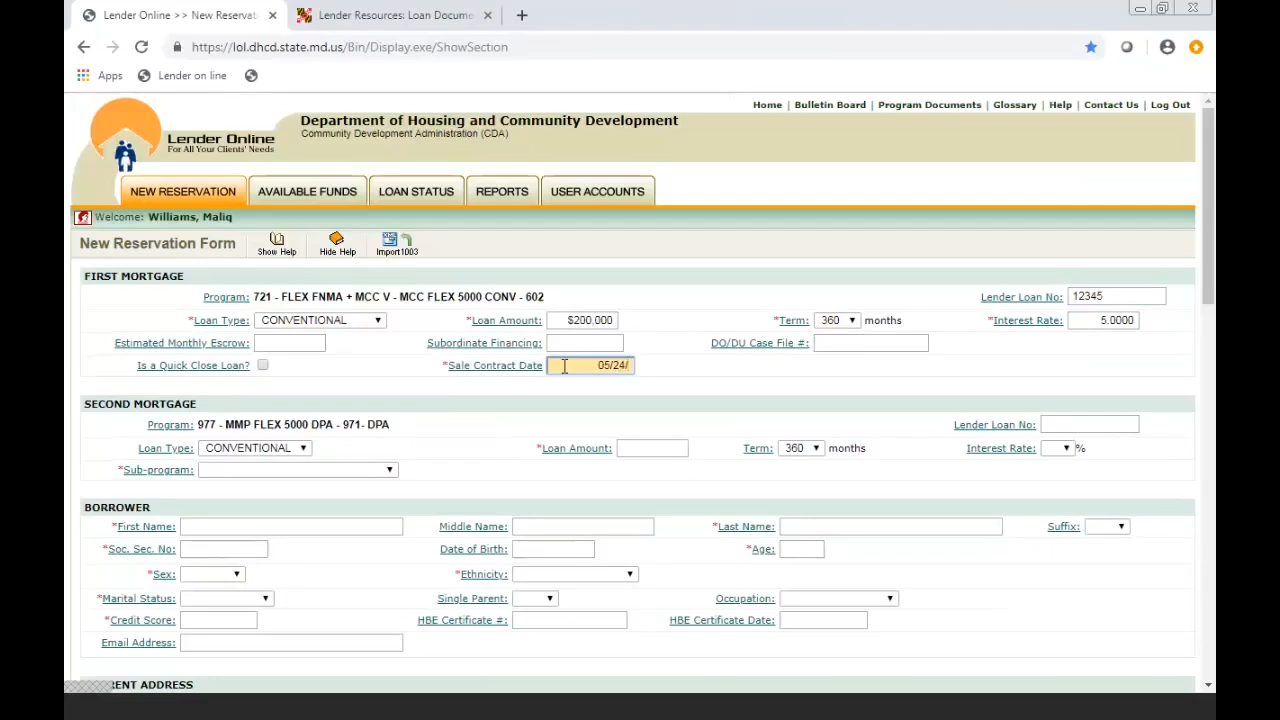 Lender Online >> New Reservat
Lender Resources: Loan Docume
https://lol.dhcd.state.md.us/Bin/Display.exe/ShowSection
Apps Lender on line
Home | Bulletin Board | Program Documents | Glossary | Help | Contact Us | Log Out
Department of Housing and Community Development
Community Development Administration (CDA)
Lender Online
For All Your Clients' Needs
NEW RESERVATION AVAILABLE FUNDS LOAN STATUS REPORTS USER ACCOUNTS
Welcome: Williams, Maliq
New Reservation Form Show Help Hide Help Import1003
FIRST MORTGAGE
Program: 721 - FLEX FNMA + MCC V - MCC FLEX 5000 CONV - 602 Lender Loan No: 12345
*Loan Type: CONVENTIONAL *Loan Amount: $200,000 *Term: 360 months *Interest Rate: 5.0000
Estimated Monthly Escrow: Subordinate Financing: DO/DU Case File #:
Is a Quick Close Loan? *Sale Contract Date 05/24/
SECOND MORTGAGE
Program: 977 - MMP FLEX 5000 DPA - 971- DPA Lender Loan No:
Loan Type: CONVENTIONAL *Loan Amount: Term: 360 months Interest Rate: %
*Sub-program:
BORROWER
*First Name: Middle Name: *Last Name: Suffix:
*Soc. Sec. No: Date of Birth: *Age:
*Sex: *Ethnicity:
*Marital Status: Single Parent: Occupation:
*Credit Score: HBE Certificate #: HBE Certificate Date:
Email Address:
RENT ADDRESS